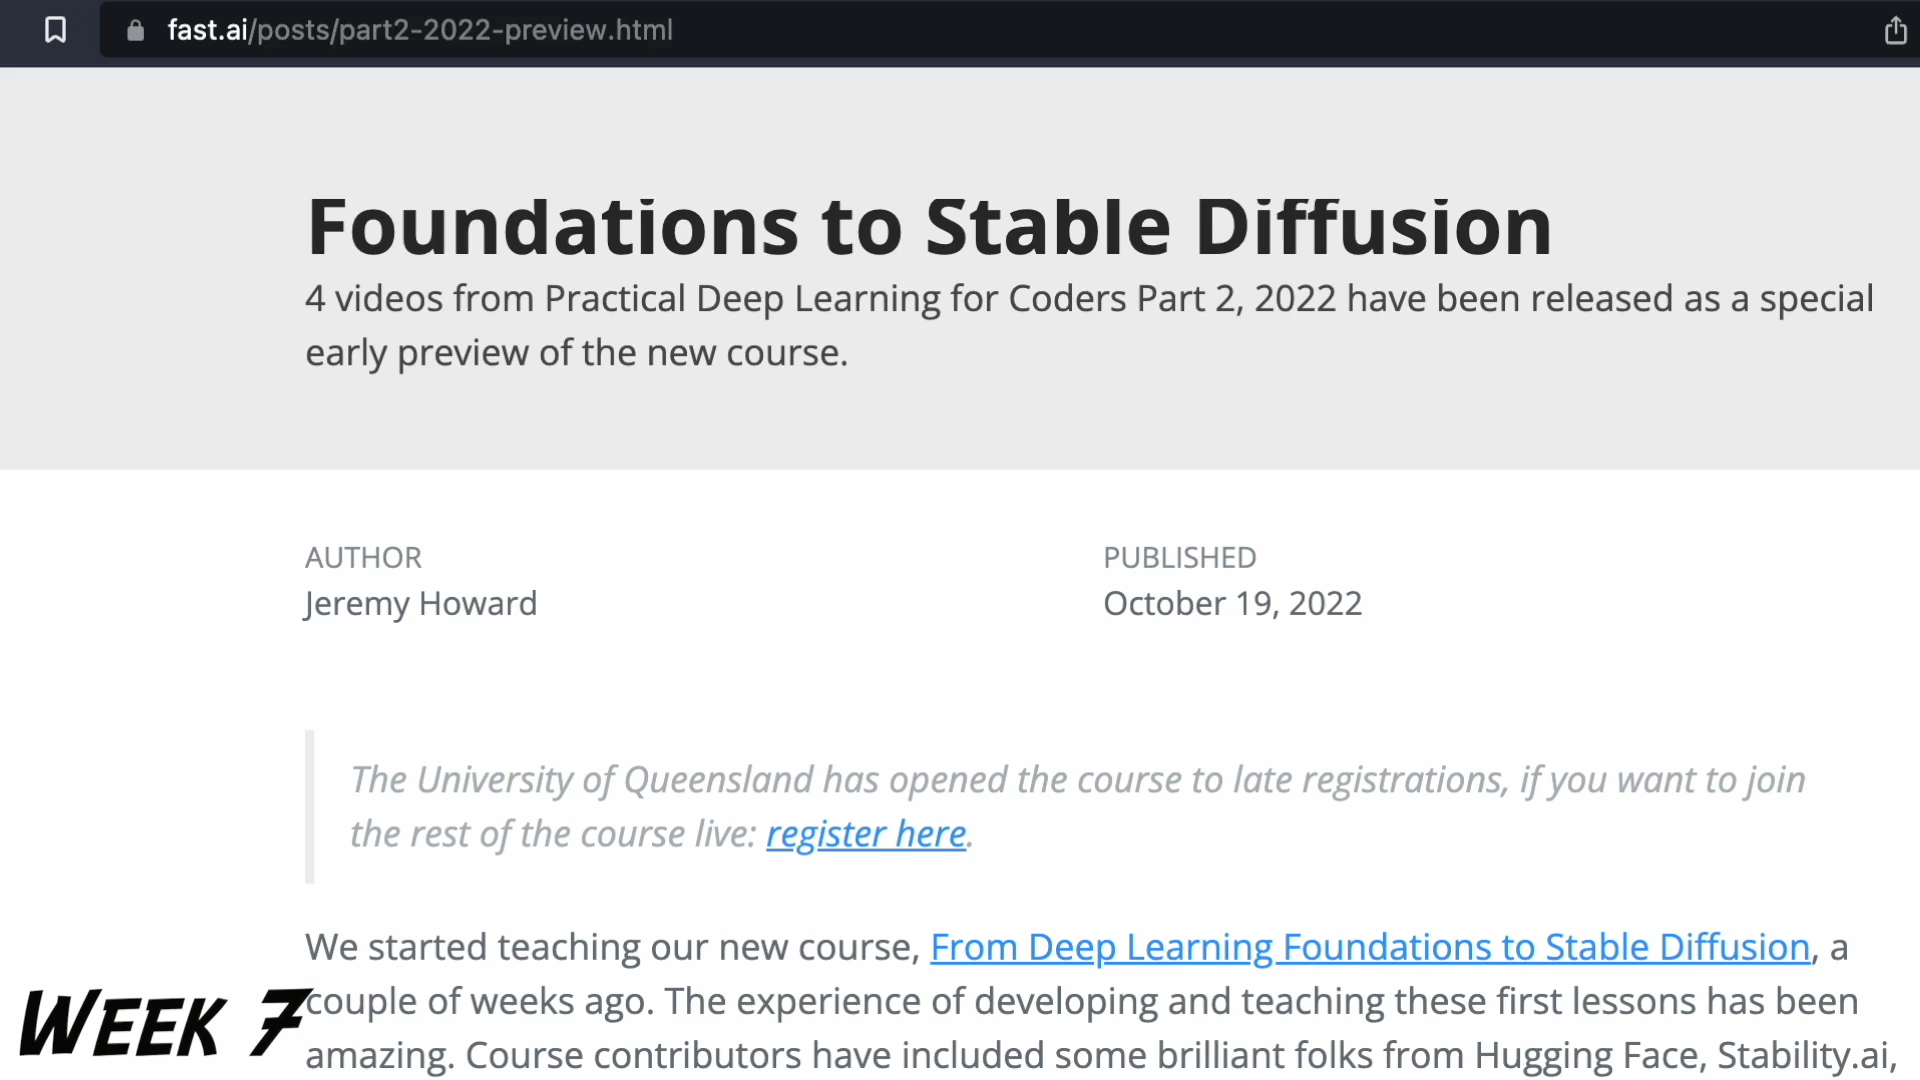 fast.ai/posts/part2-2022-preview.html
Foundations to Stable Diffusion
4 videos from Practical Deep Learning for Coders Part 2, 2022 have been released as a special
early preview of the new course.
AUTHOR
Jeremy Howard
PUBLISHED
October 19, 2022
The University of Queensland has opened the course to late registrations, if you want to join
the rest of the course live: register here.
We started teaching our new course, From Deep Learning Foundations to Stable Diffusion, a
couple of weeks ago. The experience of developing and teaching these first lessons has been
amazing. Course contributors have included some brilliant folks from Hugging Face, Stability.ai,
WEEK 7